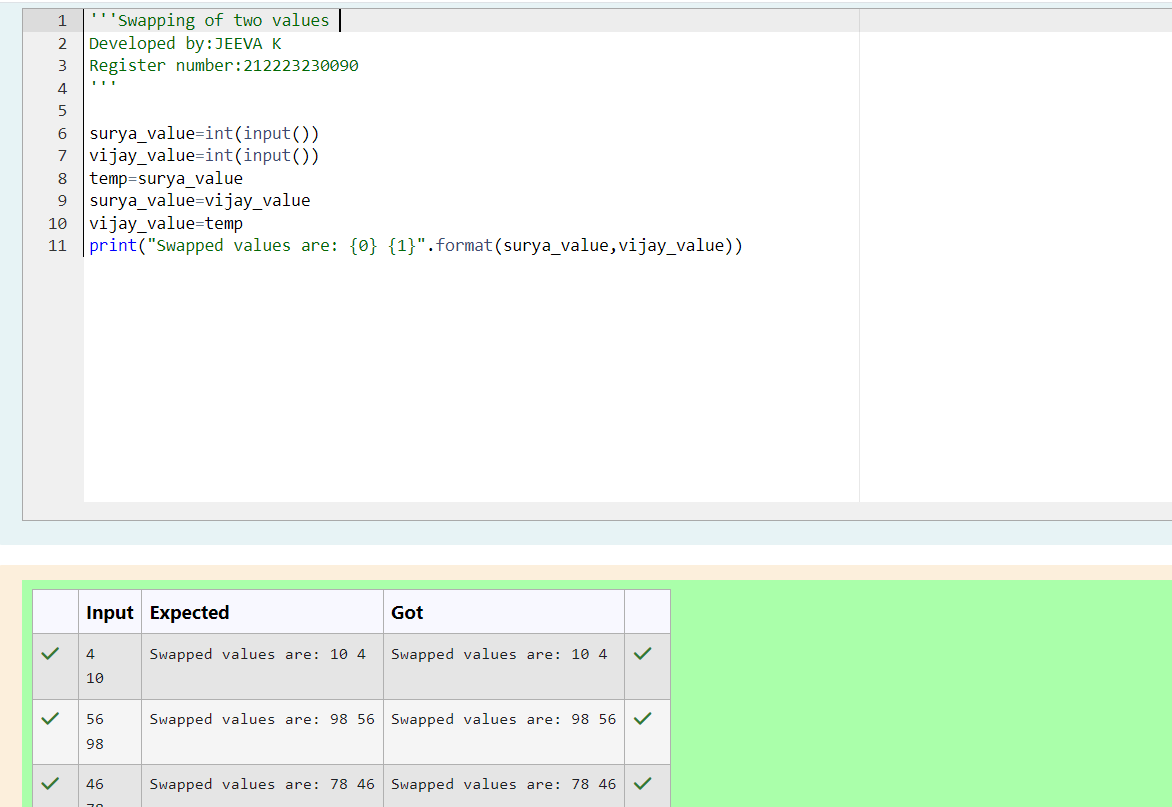 1 '''Swapping of two values
2 Developed by:JEEVA K
3 Register number:212223230090
4 '''
5
6 surya_value=int(input())
7 vijay_value=int(input())
8 temp=surya_value
9 surya_value=vijay_value
10 vijay_value=temp
11 print("Swapped values are: {0} {1}".format(surya_value,vijay_value))
Input Expected Got
4 Swapped values are: 10 4 Swapped values are: 10 4
10
56 Swapped values are: 98 56 Swapped values are: 98 56
98
46 Swapped values are: 78 46 Swapped values are: 78 46